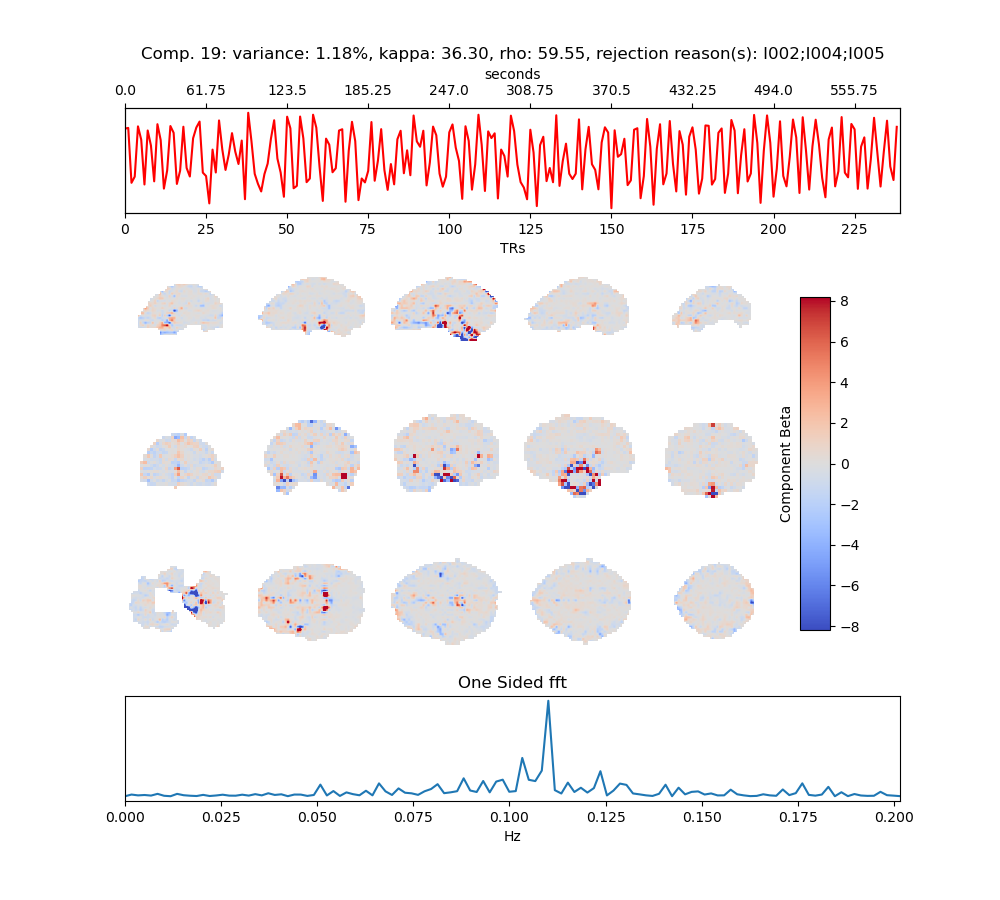 Comp. 19: variance: 1.18%, kappa: 36.30, rho: 59.55, rejection reason(s): I002;I004;I005
seconds
0.0 61.75 123.5 185.25 247.0 308.75 370.5 432.25 494.0 555.75
0 25 50 75 100 125 150 175 200 225
TRs
8
6
4
2
0
−2
−4
−6
−8
Component Beta
One Sided fft
0.000 0.025 0.050 0.075 0.100 0.125 0.150 0.175 0.200
Hz